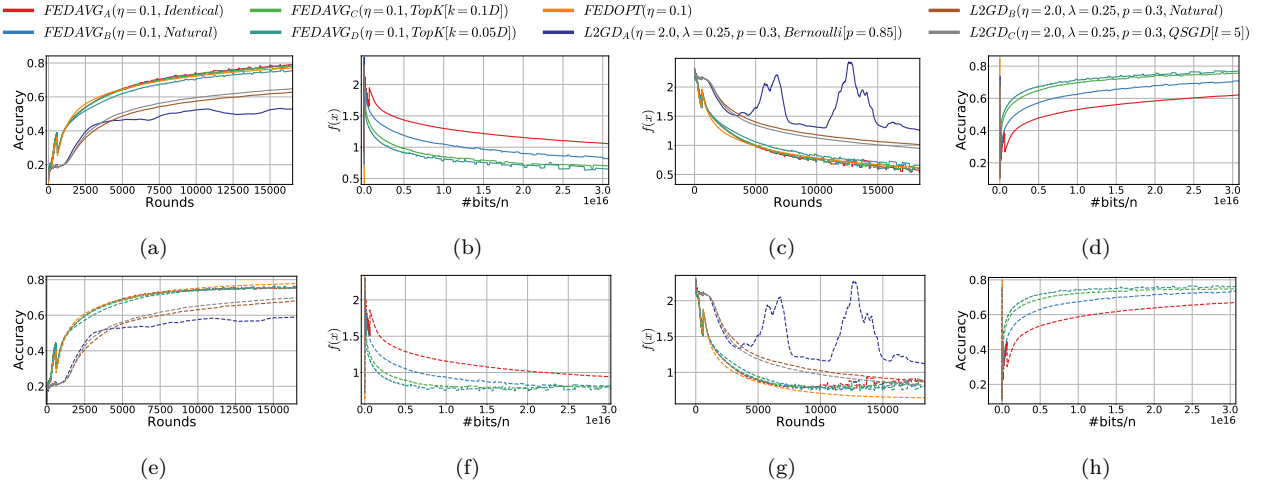 FEDAVG_A(η=0.1, Identical) FEDAVG_C(η=0.1, TopK[k=0.1D]) FEDOPT(η=0.1) L2GD_B(η=2.0, λ=0.25, p=0.3, Natural)
FEDAVG_B(η=0.1, Natural) FEDAVG_D(η=0.1, TopK[k=0.05D]) L2GD_A(η=2.0, λ=0.25, p=0.3, Bernoulli[p=0.85]) L2GD_C(η=2.0, λ=0.25, p=0.3, QSGD[l=5])
Accuracy
0.8
0.6
0.4
0.2
0 2500 5000 7500 10000 12500 15000
Rounds
(a)
f(x)
2.0
1.5
1.0
0.5
0.0 0.5 1.0 1.5 2.0 2.5 3.0
#bits/n 1e16
(b)
f(x)
2
1.5
1
0.5
0 5000 10000 15000
Rounds
(c)
Accuracy
0.8
0.6
0.4
0.2
0.0 0.5 1.0 1.5 2.0 2.5 3.0
#bits/n 1e16
(d)
Accuracy
0.8
0.6
0.4
0.2
0 2500 5000 7500 10000 12500 15000
Rounds
(e)
f(x)
2
1.5
1
0.0 0.5 1.0 1.5 2.0 2.5 3.0
#bits/n 1e16
(f)
f(x)
2
1.5
1
0 5000 10000 15000
Rounds
(g)
Accuracy
0.8
0.6
0.4
0.2
0.0 0.5 1.0 1.5 2.0 2.5 3.0
#bits/n 1e16
(h)